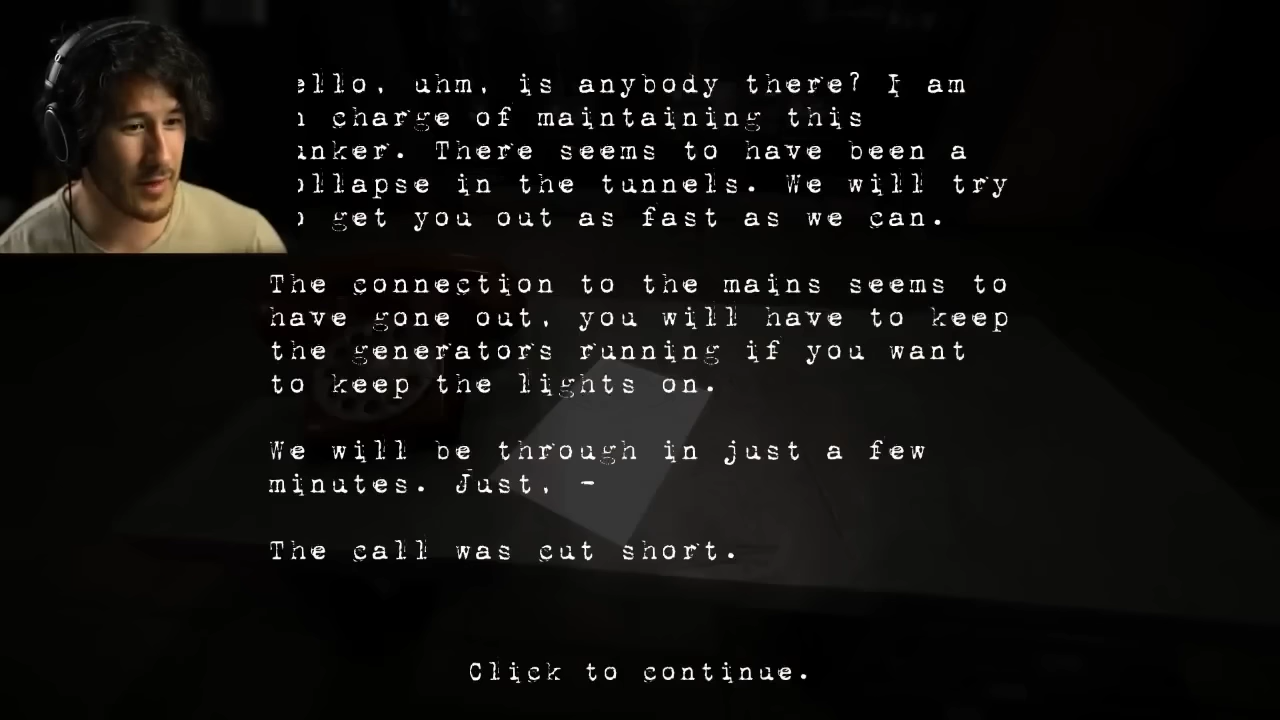 ello, uhm, is anybody there? I am
charge of maintaining this
nker. There seems to have been a
ollapse in the tunnels. We will try
get you out as fast as we can.
The connection to the mains seems to
have gone out, you will have to keep
the generators running if you want
to keep the lights on.
We will be through in just a few
minutes. Just, -
The call was cut short.
Click to continue.